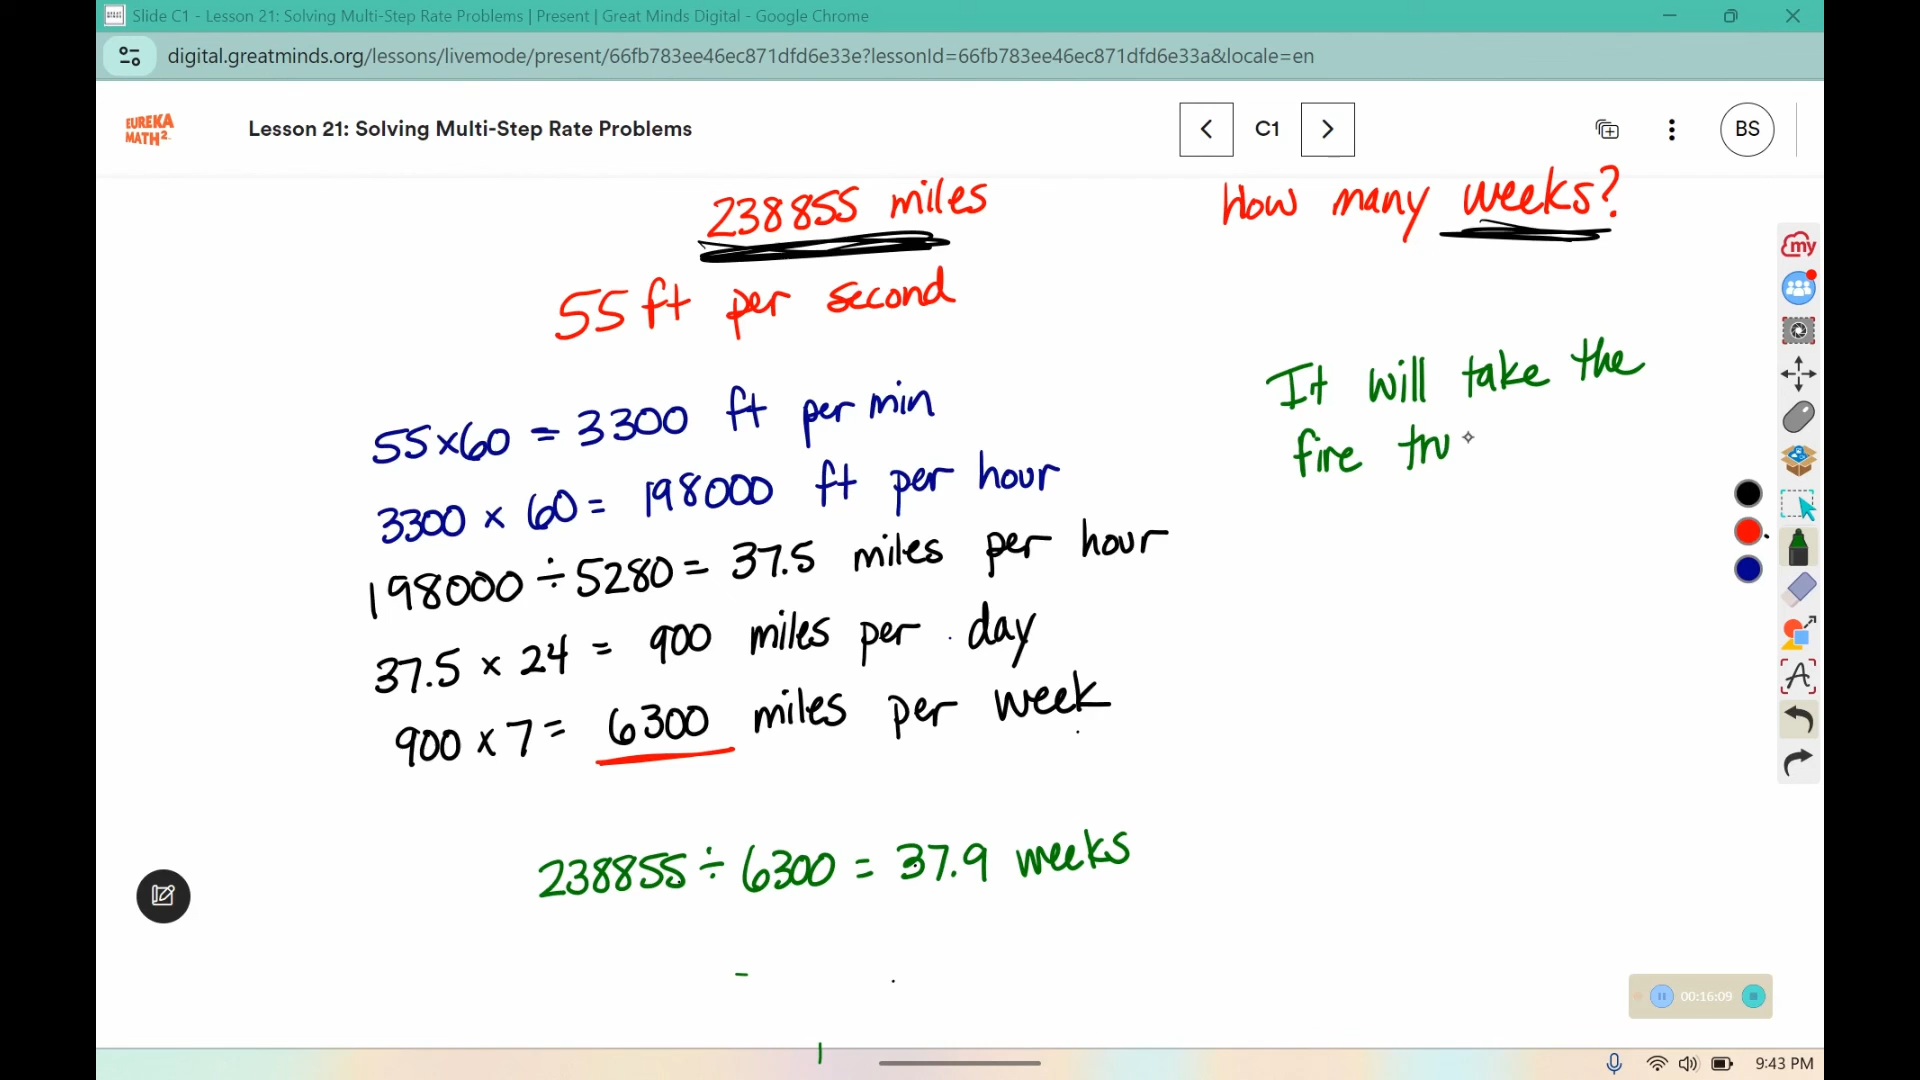 Slide C1 - Lesson 21: Solving Multi-Step Rate Problems | Present | Great Minds Digital - Google Chrome
digital.greatminds.org/lessons/livemode/present/66fb783ee46ec871dfd6e33e?lessonId=66fb783ee46ec871dfd6e33a&locale=en
EUREKA
MATH²
Lesson 21: Solving Multi-Step Rate Problems
C1
BS
238855 miles
How many weeks?
55 ft per second
It will take the
fire tru
55x60 = 3300 ft per min
3300 x 60 = 198000 ft per hour
198000 ÷ 5280 = 37.5 miles per hour
37.5 x 24 = 900 miles per day
900 x 7 = 6300 miles per week
238855 ÷ 6300 = 37.9 weeks
my
A
00:16:09
9:43 PM